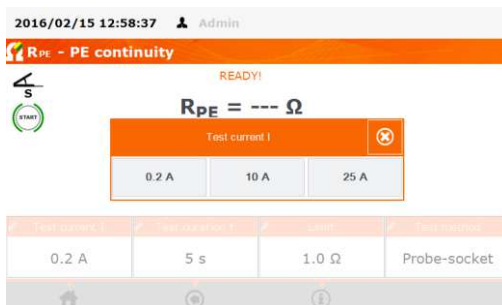 2016/02/15 12:58:37 Admin
RPE - PE continuity
READY!
S
START
RPE = --- Ω
Test current I
0.2 A 10 A 25 A
Test current I Test duration t Limit Test method
0.2 A 5 s 1.0 Ω Probe-socket